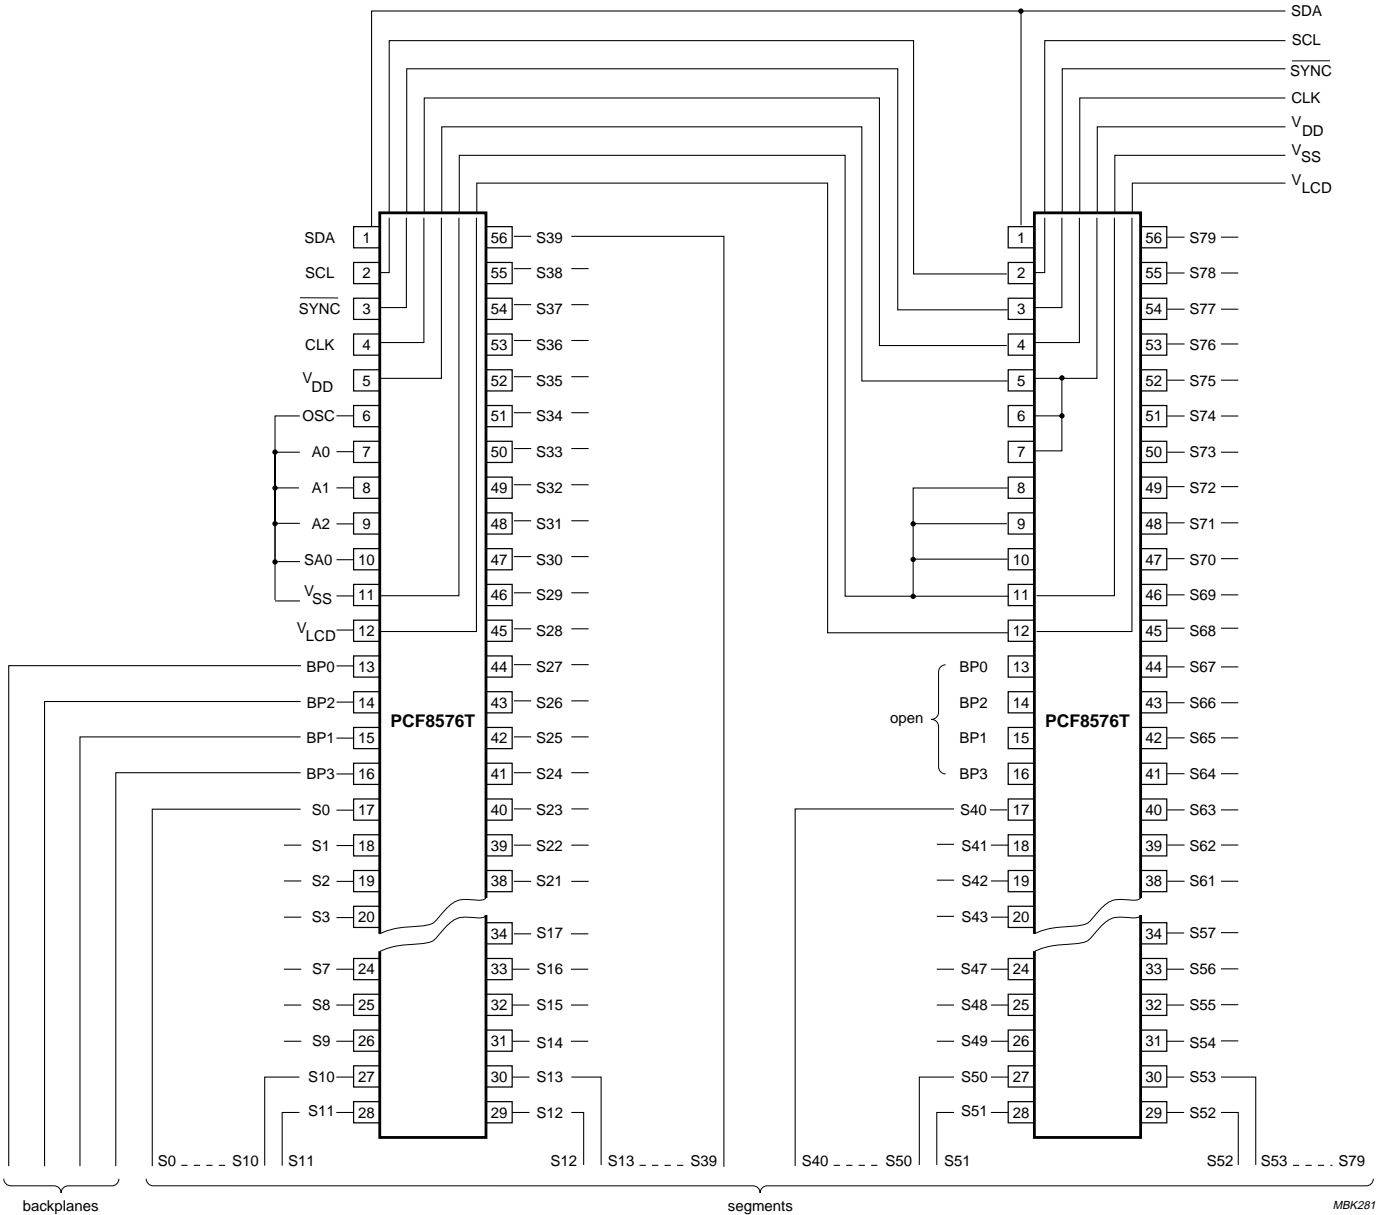 SDA
SCL
SYNC
CLK
VDD
VSS
VLCD
SDA 1 56 S39 1 56 S79
SCL 2 55 S38 2 55 S78
SYNC 3 54 S37 3 54 S77
CLK 4 53 S36 4 53 S76
VDD 5 52 S35 5 52 S75
OSC 6 51 S34 6 51 S74
A0 7 50 S33 7 50 S73
A1 8 49 S32 8 49 S72
A2 9 48 S31 9 48 S71
SA0 10 47 S30 10 47 S70
VSS 11 46 S29 11 46 S69
VLCD 12 45 S28 12 45 S68
BP0 13 44 S27 BP0 13 44 S67
BP2 14 43 S26 BP2 14 43 S66
PCF8576T open PCF8576T
BP1 15 42 S25 BP1 15 42 S65
BP3 16 41 S24 BP3 16 41 S64
S0 17 40 S23 S40 17 40 S63
S1 18 39 S22 S41 18 39 S62
S2 19 38 S21 S42 19 38 S61
S3 20 S43 20
34 S17 34 S57
S7 24 33 S16 S47 24 33 S56
S8 25 32 S15 S48 25 32 S55
S9 26 31 S14 S49 26 31 S54
S10 27 30 S13 S50 27 30 S53
S11 28 29 S12 S51 28 29 S52
S0 S10 S11 S12 S13 S39 S40 S50 S51 S52 S53 S79
backplanes segments MBK281